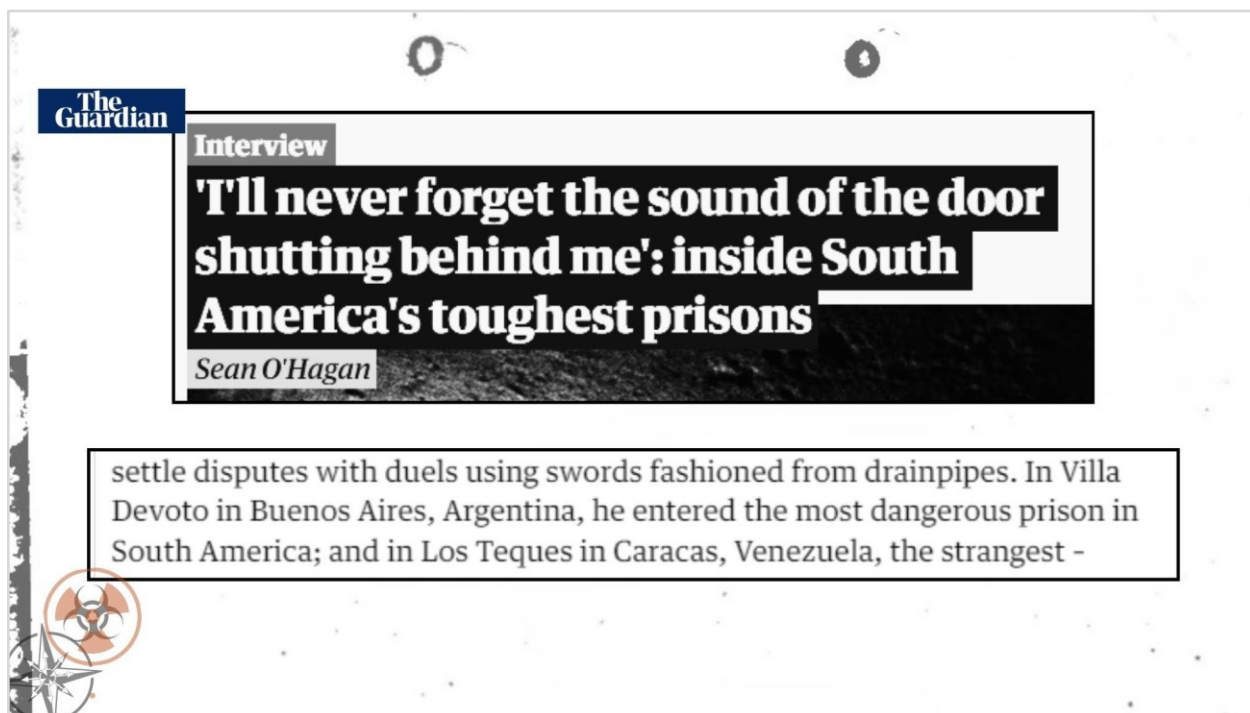 The
Guardian
Interview
'I'll never forget the sound of the door
shutting behind me': inside South
America's toughest prisons
Sean O'Hagan
settle disputes with duels using swords fashioned from drainpipes. In Villa
Devoto in Buenos Aires, Argentina, he entered the most dangerous prison in
South America; and in Los Teques in Caracas, Venezuela, the strangest -